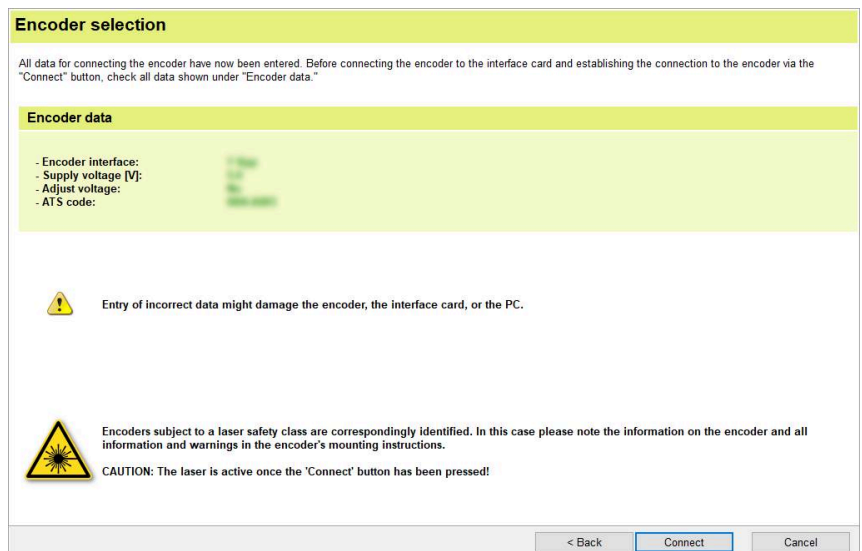 Encoder selection
All data for connecting the encoder have now been entered. Before connecting the encoder to the interface card and establishing the connection to the encoder via the
"Connect" button, check all data shown under "Encoder data."
Encoder data
- Encoder interface:
- Supply voltage [V]:
- Adjust voltage:
- ATS code:
Entry of incorrect data might damage the encoder, the interface card, or the PC.
Encoders subject to a laser safety class are correspondingly identified. In this case please note the information on the encoder and all
information and warnings in the encoder's mounting instructions.
CAUTION: The laser is active once the 'Connect' button has been pressed!
< Back Connect Cancel